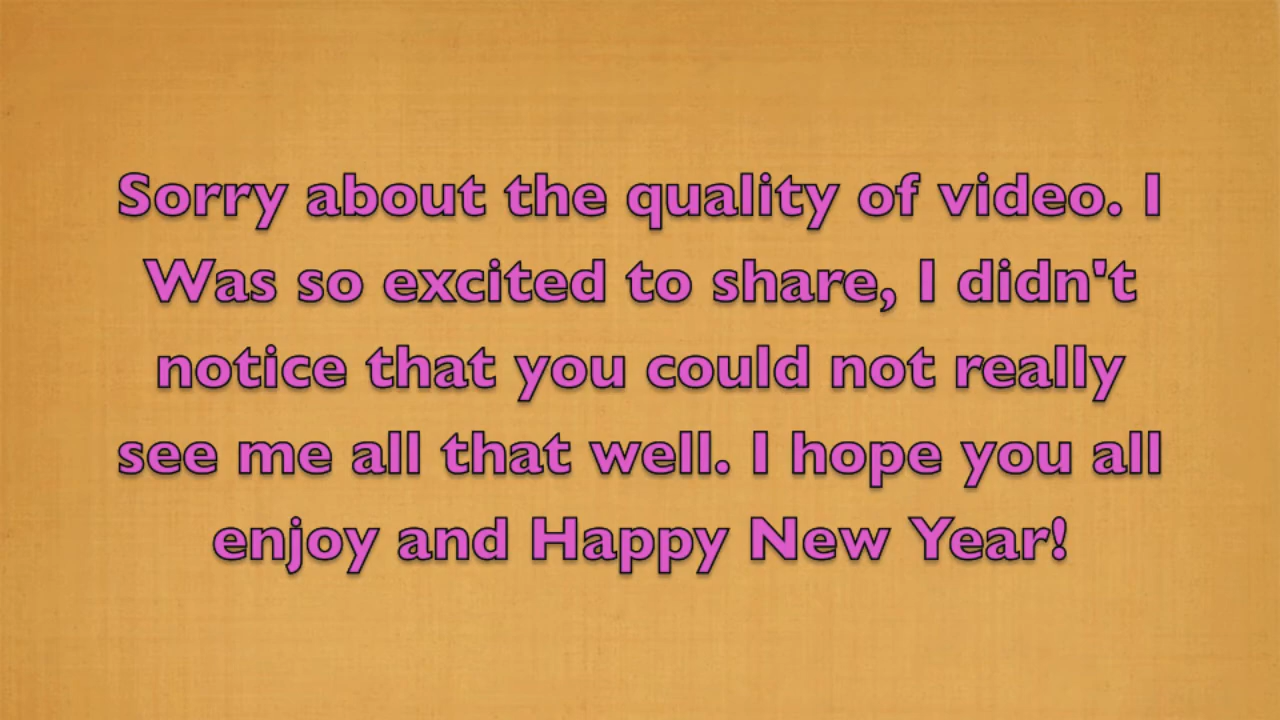 Sorry about the quality of video. I
Was so excited to share, I didn't
notice that you could not really
see me all that well. I hope you all
enjoy and Happy New Year!